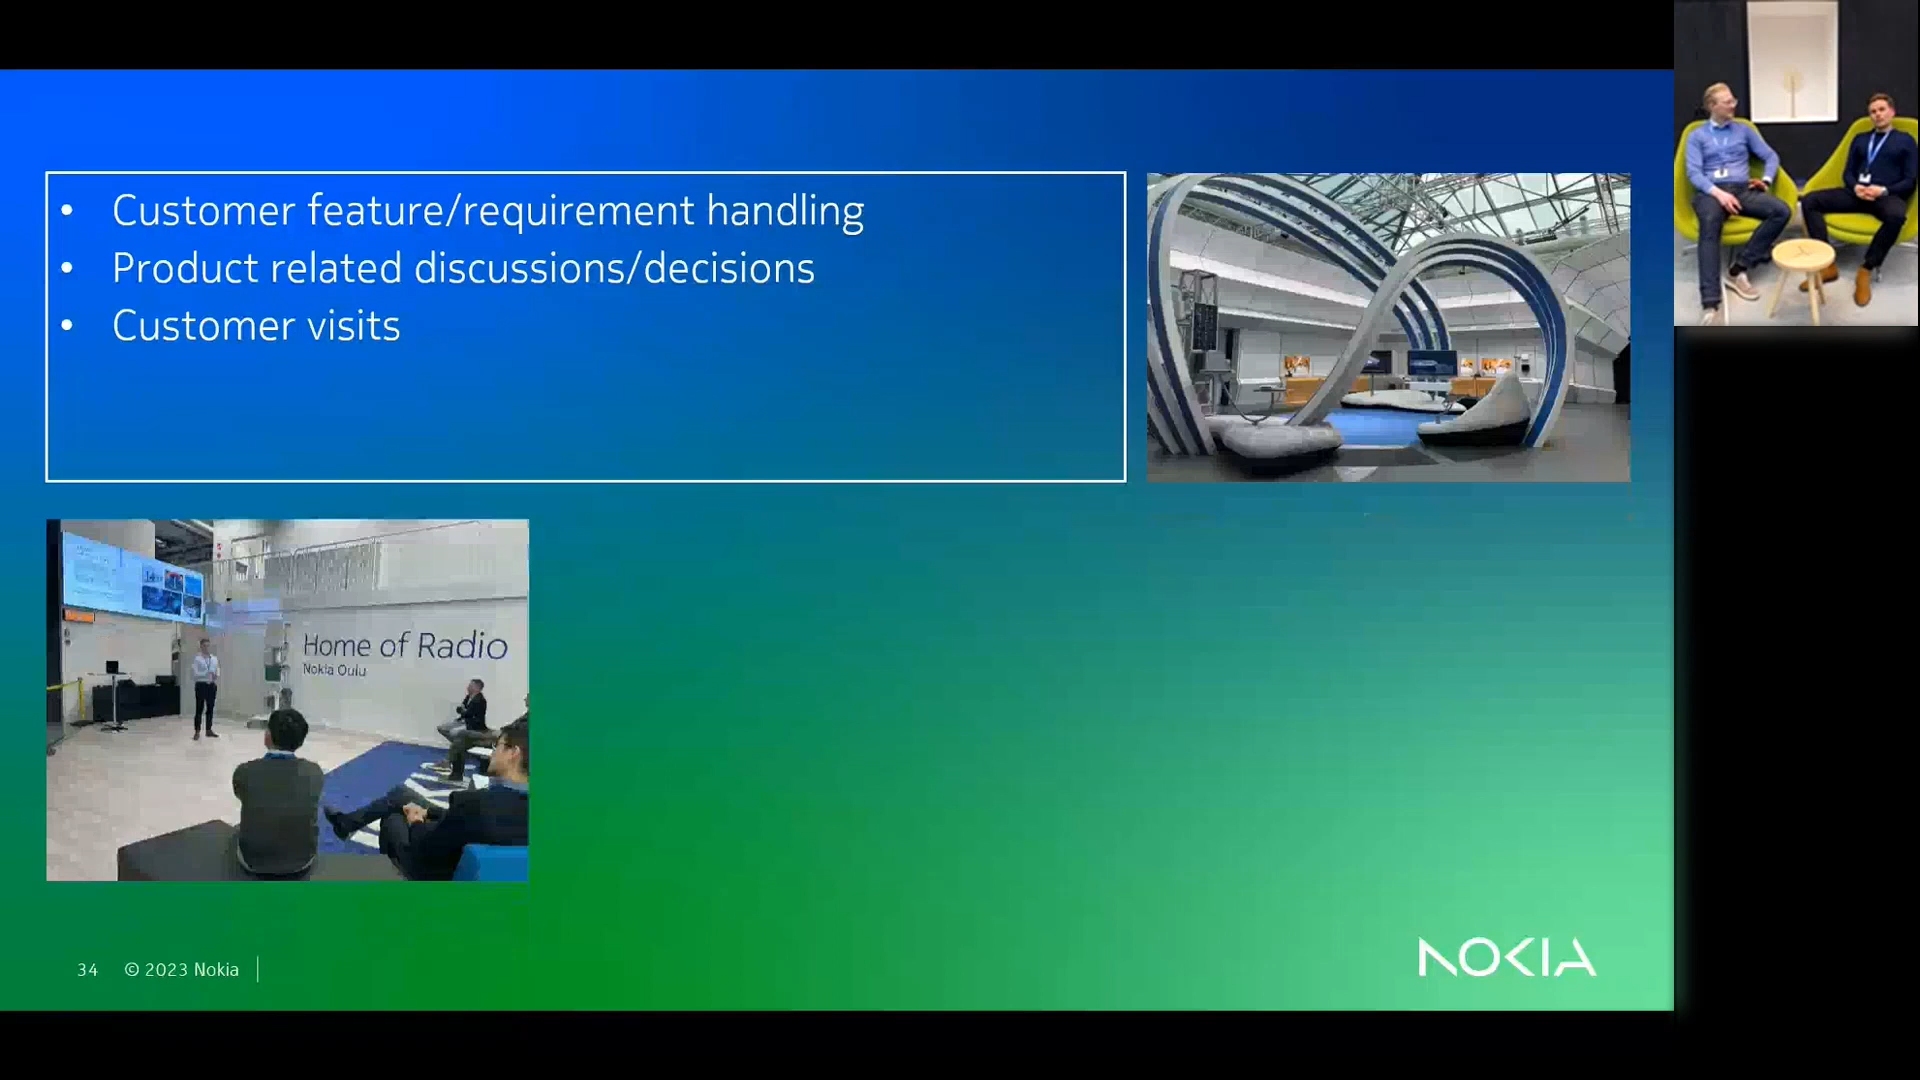 • Customer feature/requirement handling
• Product related discussions/decisions
• Customer visits
Home of Radio
Nokia Oulu
34 © 2023 Nokia
NOKIA